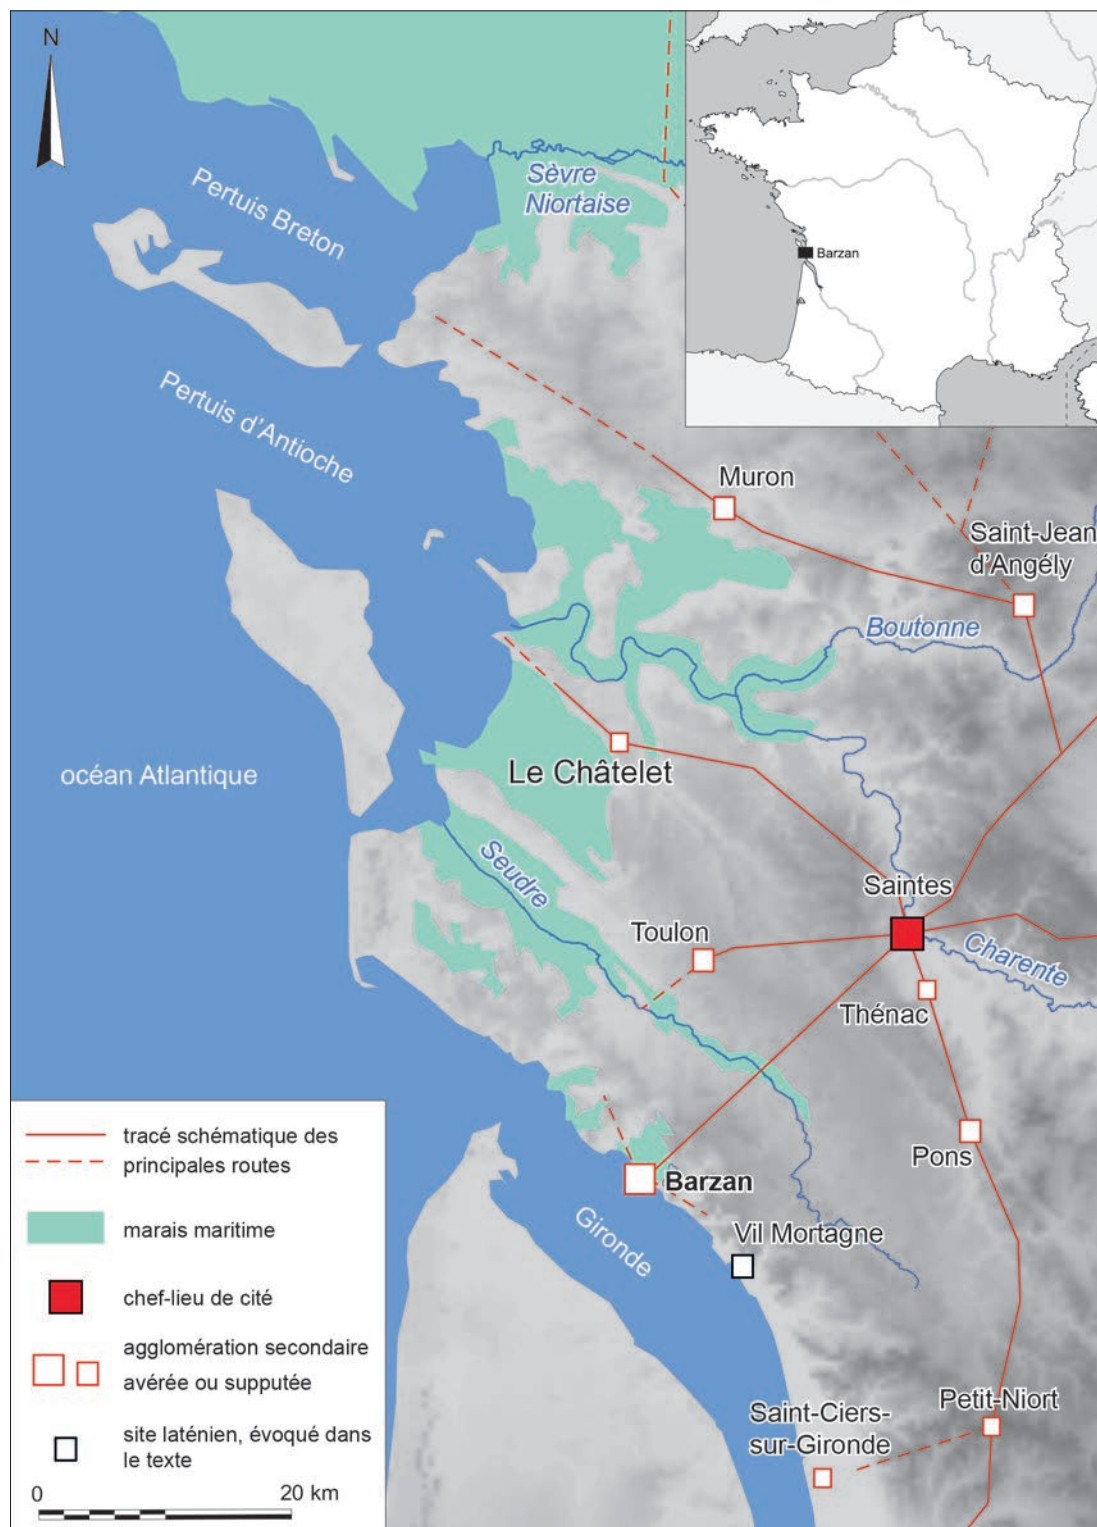 N
Pertuis Breton
Sèvre
Niortaise
Barzan
Pertuis d'Antioche
Muron
Saint-Jean
d'Angély
Boutonne
océan Atlantique
Le Châtelet
Seudre
Saintes
Toulon
Charente
Thénac
Pons
Barzan
Gironde
Vil Mortagne
Petit-Niort
Saint-Ciers-
sur-Gironde
tracé schématique des
principales routes
marais maritime
chef-lieu de cité
agglomération secondaire
avérée ou supputée
site laténien, évoqué dans
le texte
0 20 km